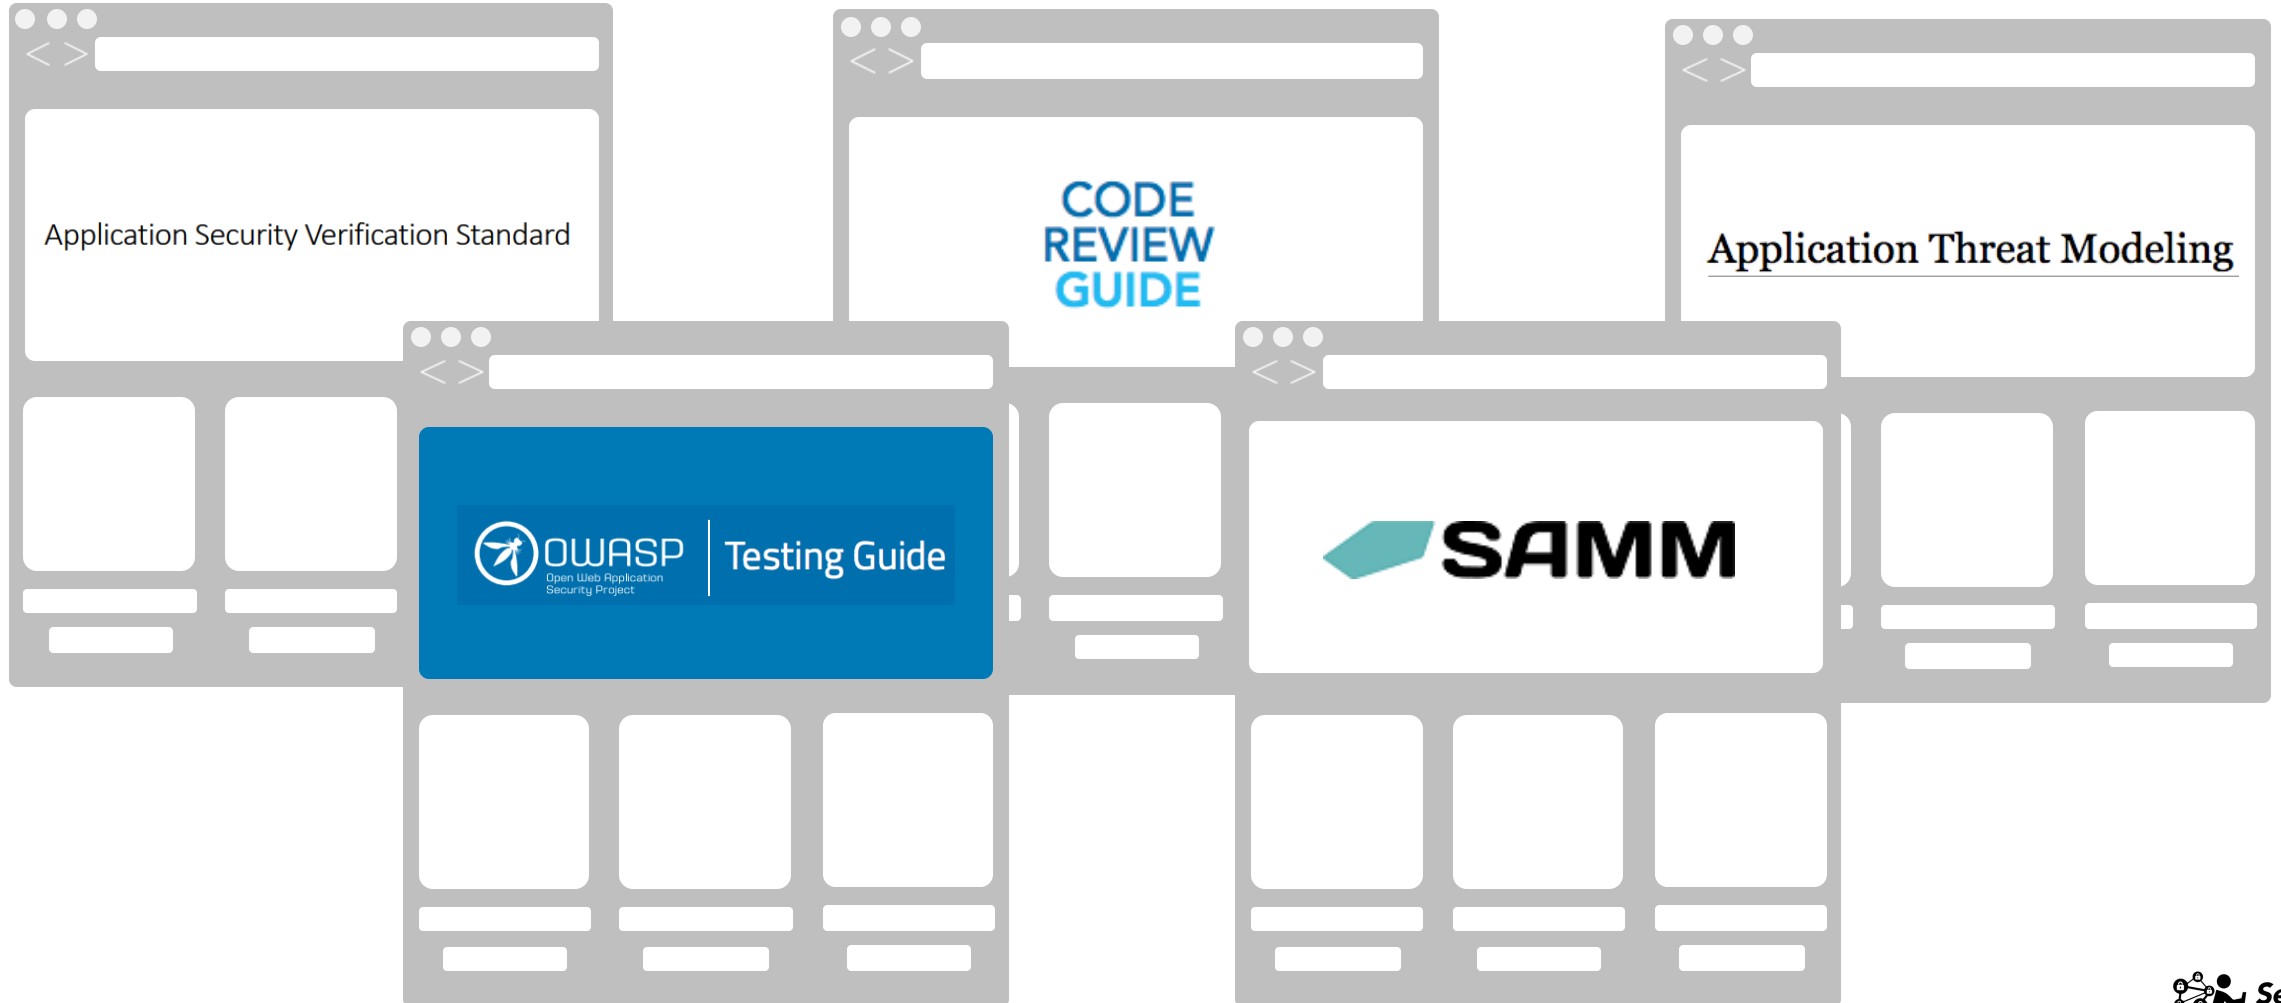 Application Security Verification Standard
CODE
REVIEW
GUIDE
Application Threat Modeling
OWASP
Open Web Application
Security Project
Testing Guide
SAMM